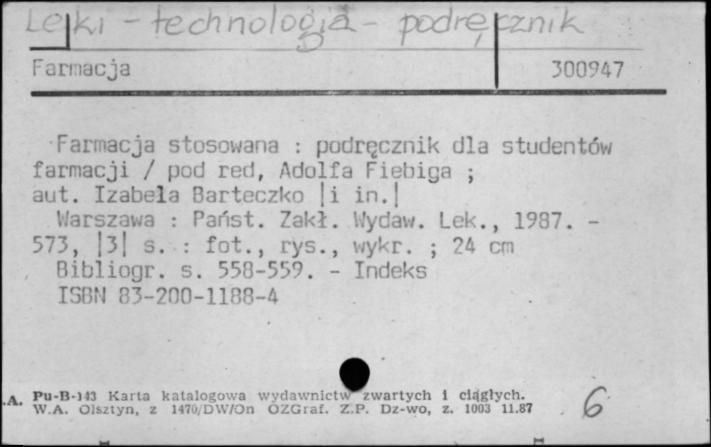 Leki - technologia - podręcznik
Farmacja 300947
Farmacja stosowana : podręcznik dla studentów
farmacji / pod red, Adolfa Fiebiga ;
aut. Izabela Barteczko |i in.|
Warszawa : Państ. Zakł. Wydaw. Lek., 1987. -
573, |3| s. : fot., rys., wykr. ; 24 cm
Bibliogr. s. 558-559. - Indeks
ISBN 83-200-1188-4
.A. Pu-B-143 Karta katalogowa wydawnictw zwartych i ciągłych.
W.A. Olsztyn, z 1470/DW/On OZGraf. Z.P. Dz-wo, z. 1003 11.87 6